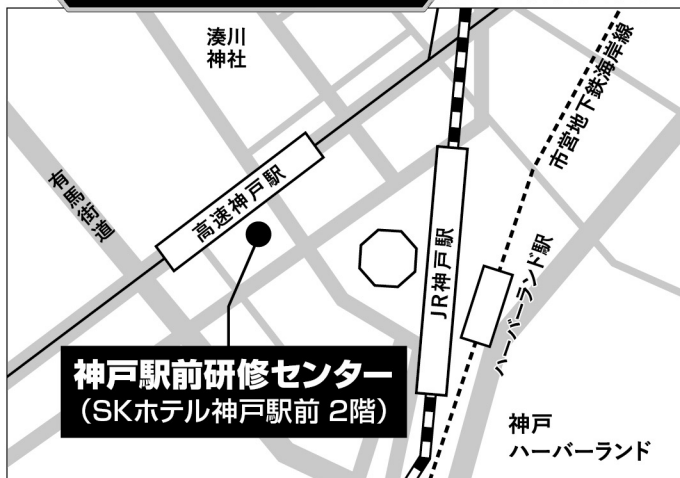 湊川
神社
市営地下鉄海岸線
有馬街道
高速神戸駅
JR神戸駅
ハーバーランド駅
神戸駅前研修センター
（SKホテル神戸駅前 2階）
神戸
ハーバーランド